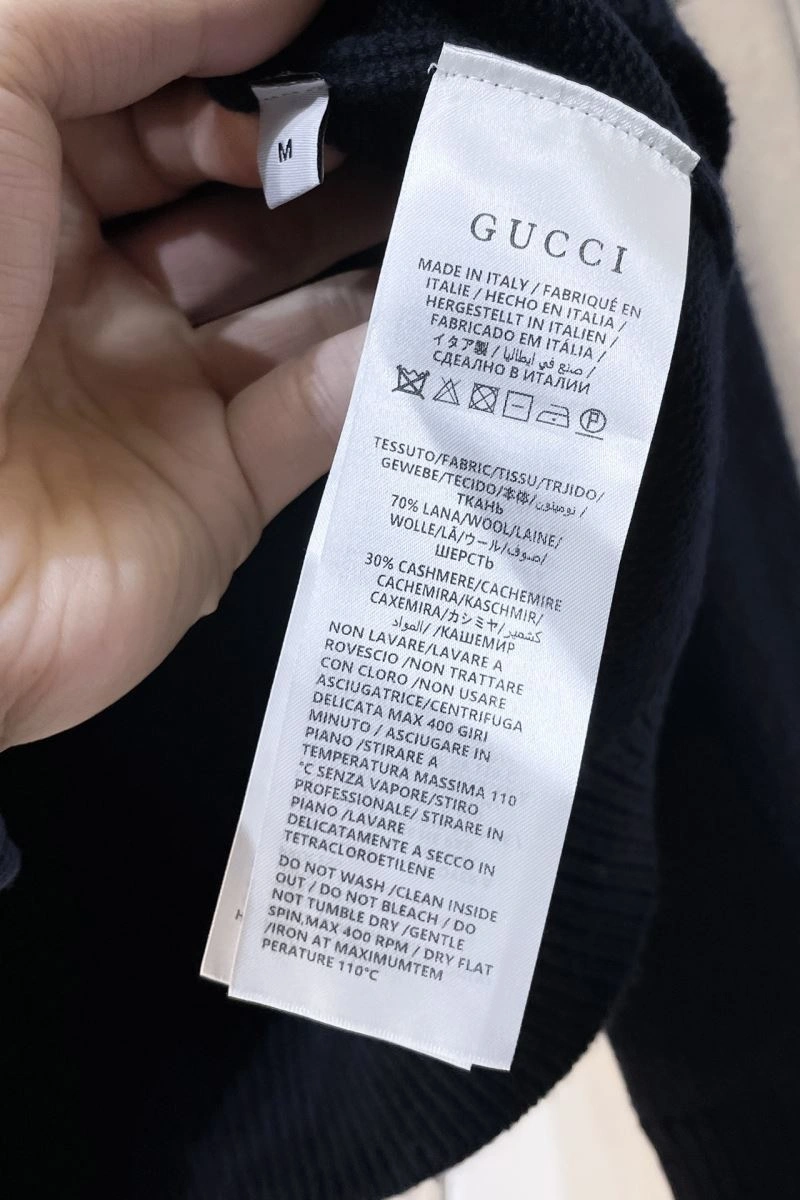 M
GUCCI
MADE IN ITALY / FABRIQUÉ EN
ITALIE / HECHO EN ITALIA /
HERGESTELLT IN ITALIEN /
FABRICADO EM ITÁLIA /
イタア製 / صنع في إيطاليا /
СДЕАЛНО В ИТАЛИИ
P
TESSUTO/FABRIC/TISSU/TRJIDO/
GEWEBE/TECIDO/本体/
ТКАНЬ
70% LANA/WOOL/LAINE/
WOLLE/LÃ/ウール/صوف/
ШЕРСТЬ
30% CASHMERE/CACHEMIRE
CACHEMIRA/KASCHMIR/
CAXEMIRA/カシミヤ/كشمير
المواد/ /КАШЕМИР
NON LAVARE/LAVARE A
ROVESCIO /NON TRATTARE
CON CLORO /NON USARE
ASCIUGATRICE/CENTRIFUGA
DELICATA MAX 400 GIRI
MINUTO / ASCIUGARE IN
PIANO /STIRARE A
TEMPERATURA MASSIMA 110
°C SENZA VAPORE/STIRO
PROFESSIONALE/ STIRARE IN
PIANO /LAVARE
DELICATAMENTE A SECCO IN
TETRACLOROETILENE
DO NOT WASH /CLEAN INSIDE
OUT / DO NOT BLEACH / DO
NOT TUMBLE DRY /GENTLE
SPIN,MAX 400 RPM / DRY FLAT
/IRON AT MAXIMUMTEM
PERATURE 110°C